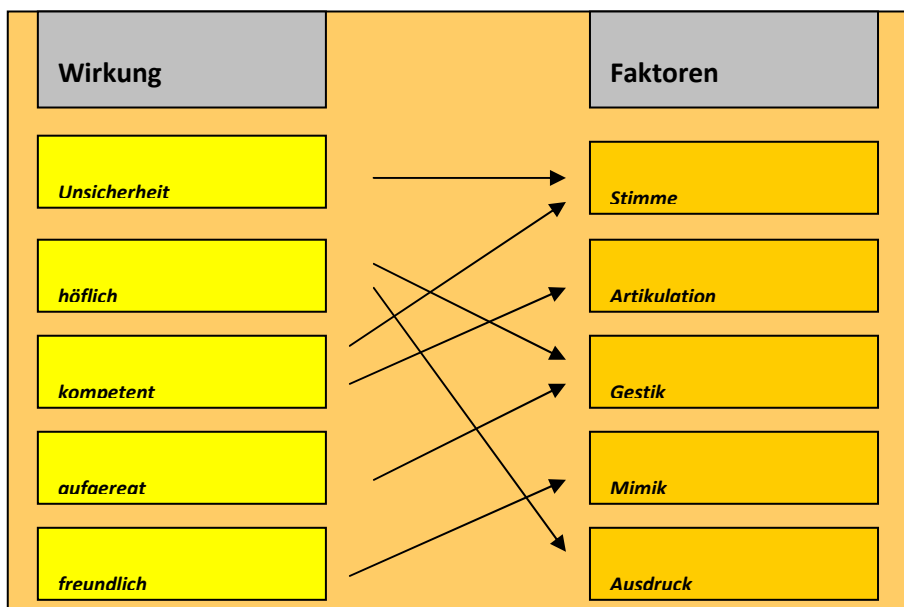 Wirkung
Faktoren
Unsicherheit
Stimme
höflich
Artikulation
kompetent
Gestik
aufgeregt
Mimik
freundlich
Ausdruck